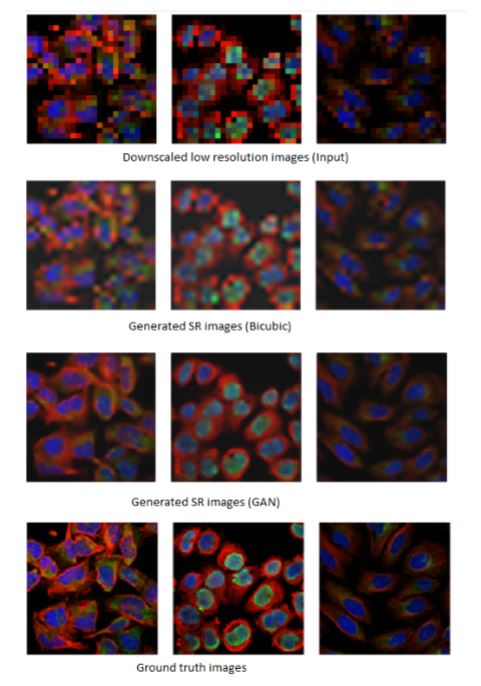 Downscaled low resolution images (Input)
Generated SR images (Bicubic)
Generated SR images (GAN)
Ground truth images